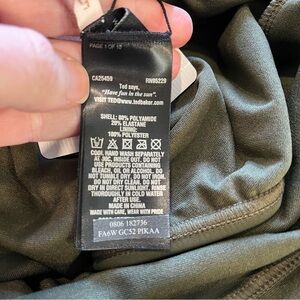 PAGE 1 OF 10
CA25459 RN95229
Ted says,
"Have fun in the sun".
VISIT TED@www.tedbaker.com
SHELL: 80% POLYAMIDE
20% ELASTANE
LINING:
100% POLYESTER
COOL HAND WASH SEPARATELY
AT 30C, INSIDE OUT. DO NOT
USE PRODUCTS CONTAINING
BLEACH, OIL OR ALCOHOL. DO
NOT TUMBLE DRY. DO NOT
IRON. DO NOT DRY CLEAN. DO NOT
DRY IN DIRECT SUNLIGHT, RINSE
THOROUGHLY IN COLD WATER
AFTER USE
MADE IN CHINA
MADE WITH CARE, WEAR WITH PRIDE
0806 182736
FA6W GC52 PIKAA